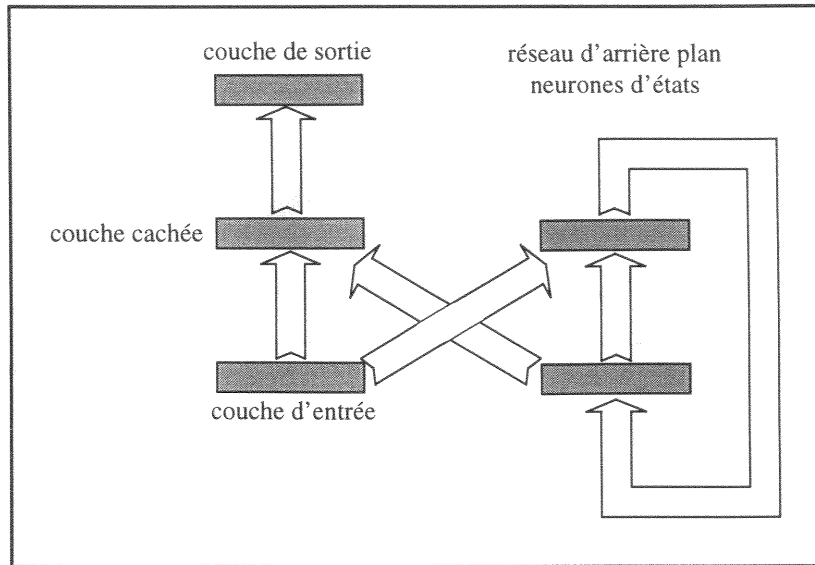 couche de sortie
réseau d'arrière plan
neurones d'états
couche cachée
couche d'entrée